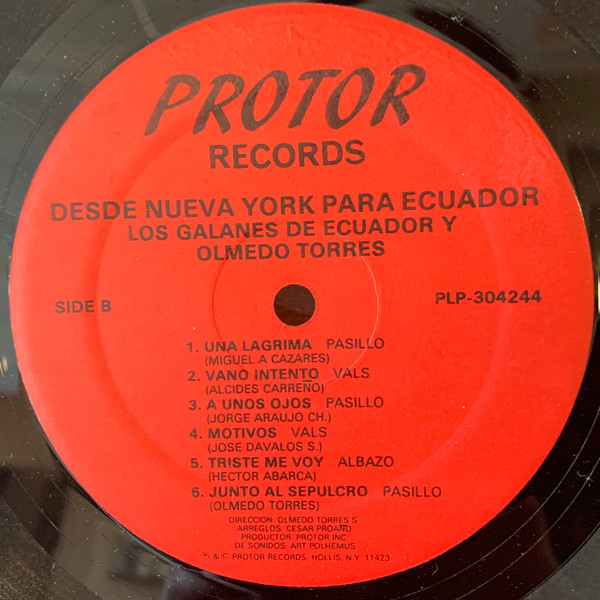 PROTOR
RECORDS
DESDE NUEVA YORK PARA ECUADOR
LOS GALANES DE ECUADOR Y
OLMEDO TORRES
SIDE B
PLP-304244
1. UNA LAGRIMA PASILLO
(MIGUEL A CAZARES)
2. VANO INTENTO VALS
(ALCIDES CARREÑO)
3. A UNOS OJOS PASILLO
(JORGE ARAUJO CH.)
4. MOTIVOS VALS
(JOSE DAVALOS S.)
5. TRISTE ME VOY ALBAZO
(HECTOR ABARCA)
6. JUNTO AL SEPULCRO PASILLO
(OLMEDO TORRES)
DIRECCION: OLMEDO TORRES S.
ARREGLOS: CESAR PROAÑO
PRODUCTOR: PROTOR INC
DE SONIDOS: ART POLHEMUS
℗ & © PROTOR RECORDS, HOLLIS, N.Y. 11423